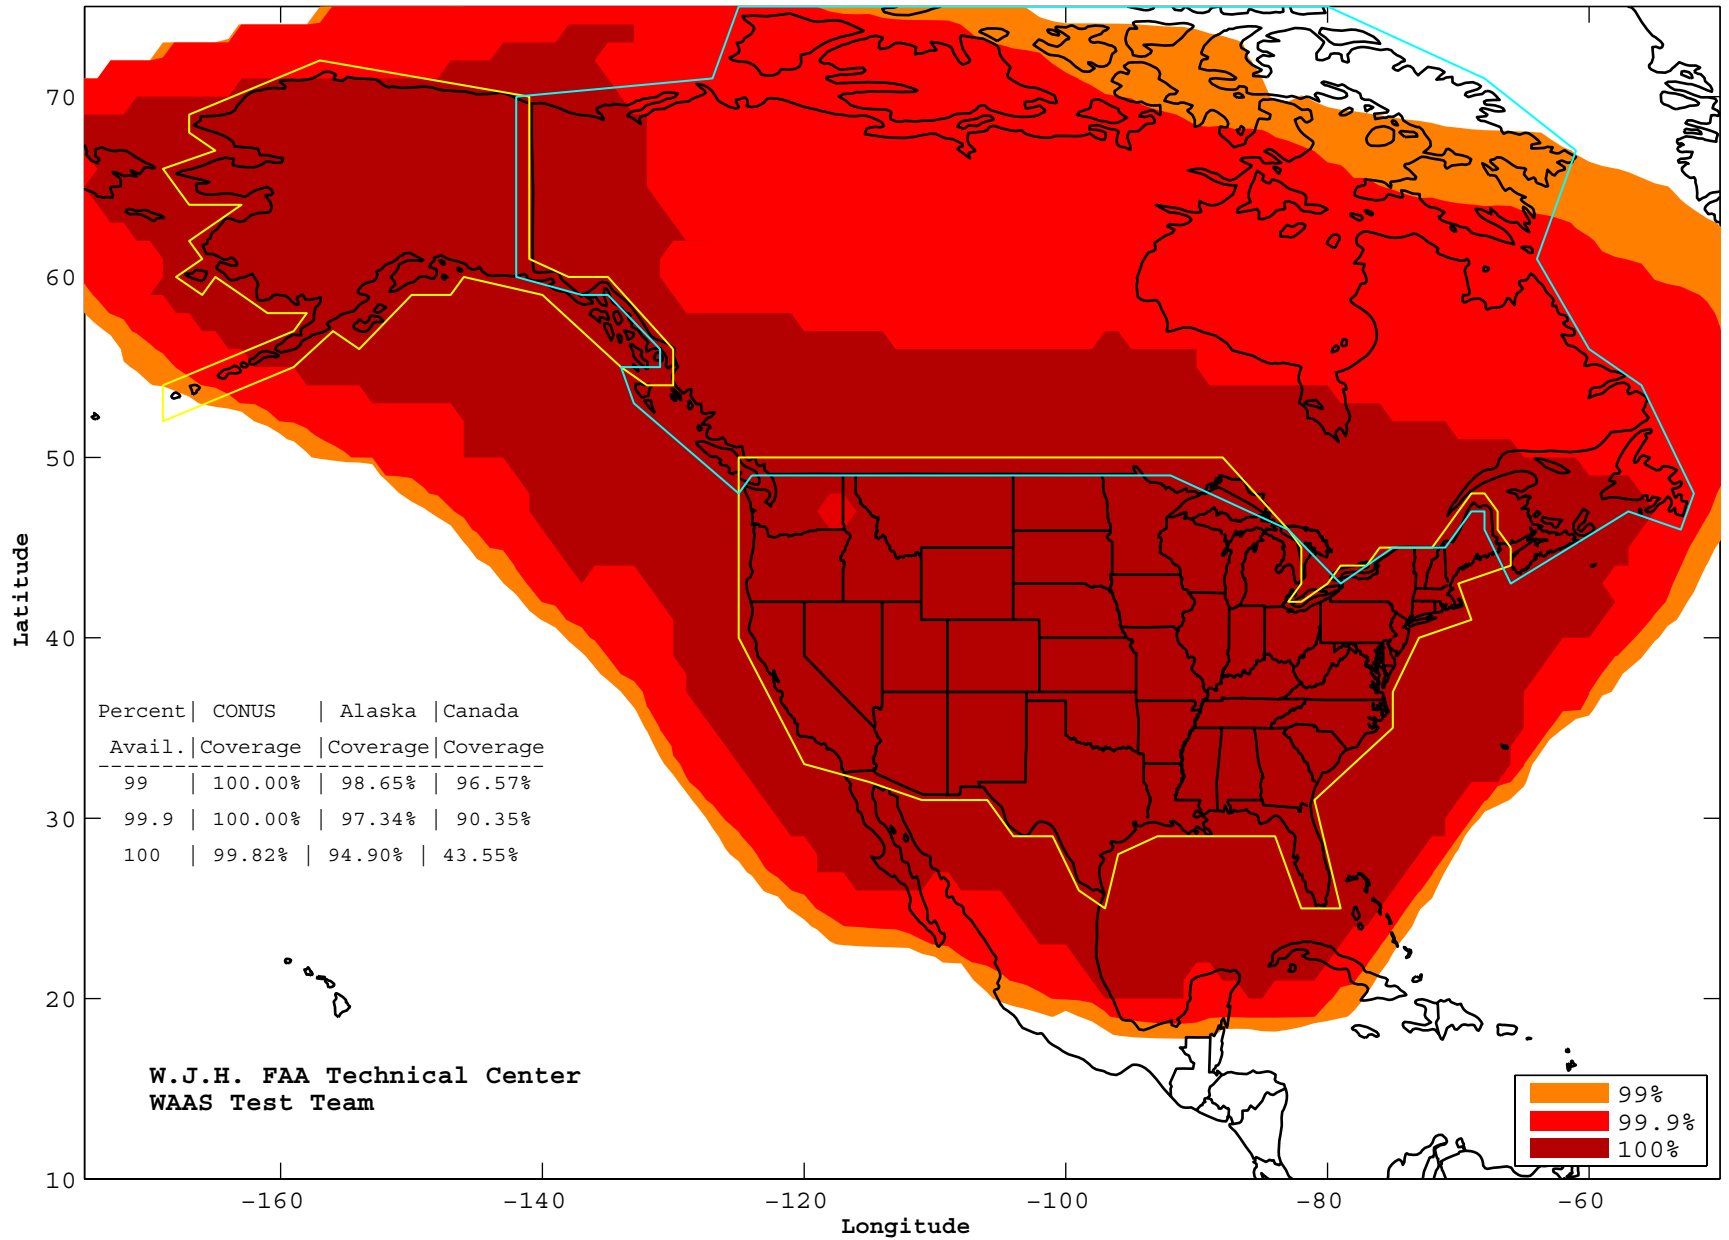 70
60
50
40
30
20
10
Latitude
Percent| CONUS | Alaska |Canada
Avail.|Coverage |Coverage|Coverage
-----------------------------------
99 | 100.00% | 98.65% | 96.57%
99.9 | 100.00% | 97.34% | 90.35%
100 | 99.82% | 94.90% | 43.55%
W.J.H. FAA Technical Center
WAAS Test Team
99%
99.9%
100%
-160 -140 -120 -100 -80 -60
Longitude